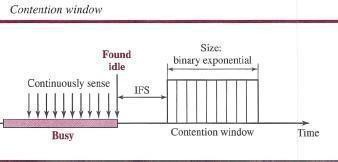 Contention window
Found
idle
Size:
binary exponential
Continuously sense
IFS
Busy
Contention window
Time